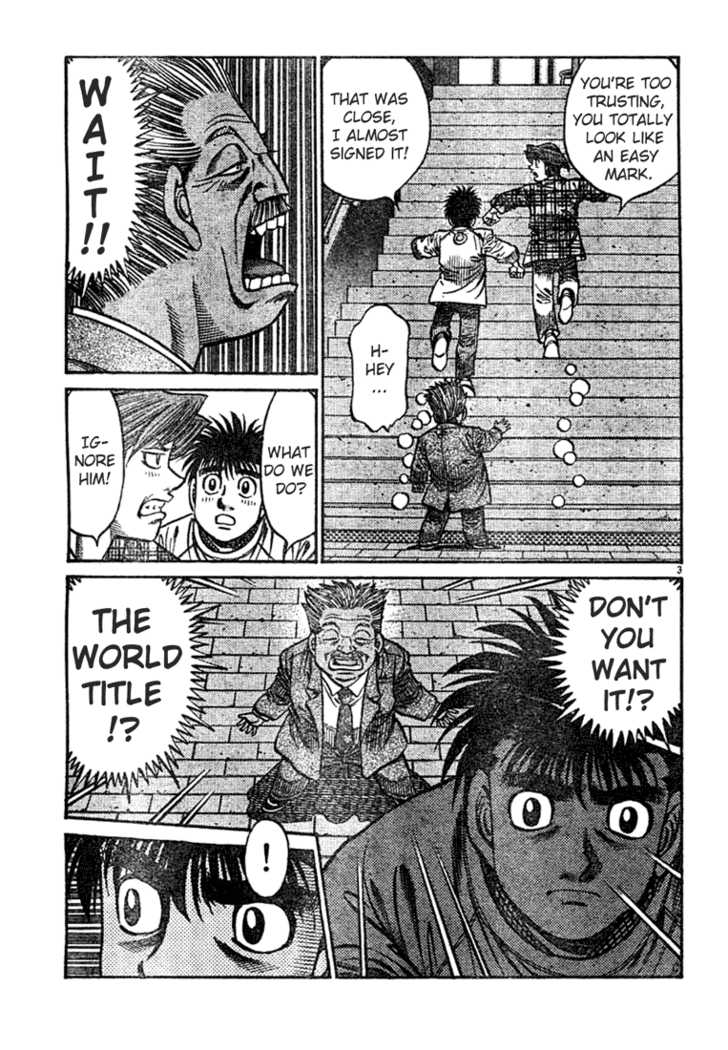 YOU'RE TOO
TRUSTING,
YOU TOTALLY
LOOK LIKE
AN EASY
MARK.
THAT WAS
CLOSE,
I ALMOST
SIGNED IT!
H-
HEY
...
WAIT!!
WHAT
DO WE
DO?
IG-
NORE
HIM!
3
DON'T
YOU
WANT
IT!?
THE
WORLD
TITLE
!?
!